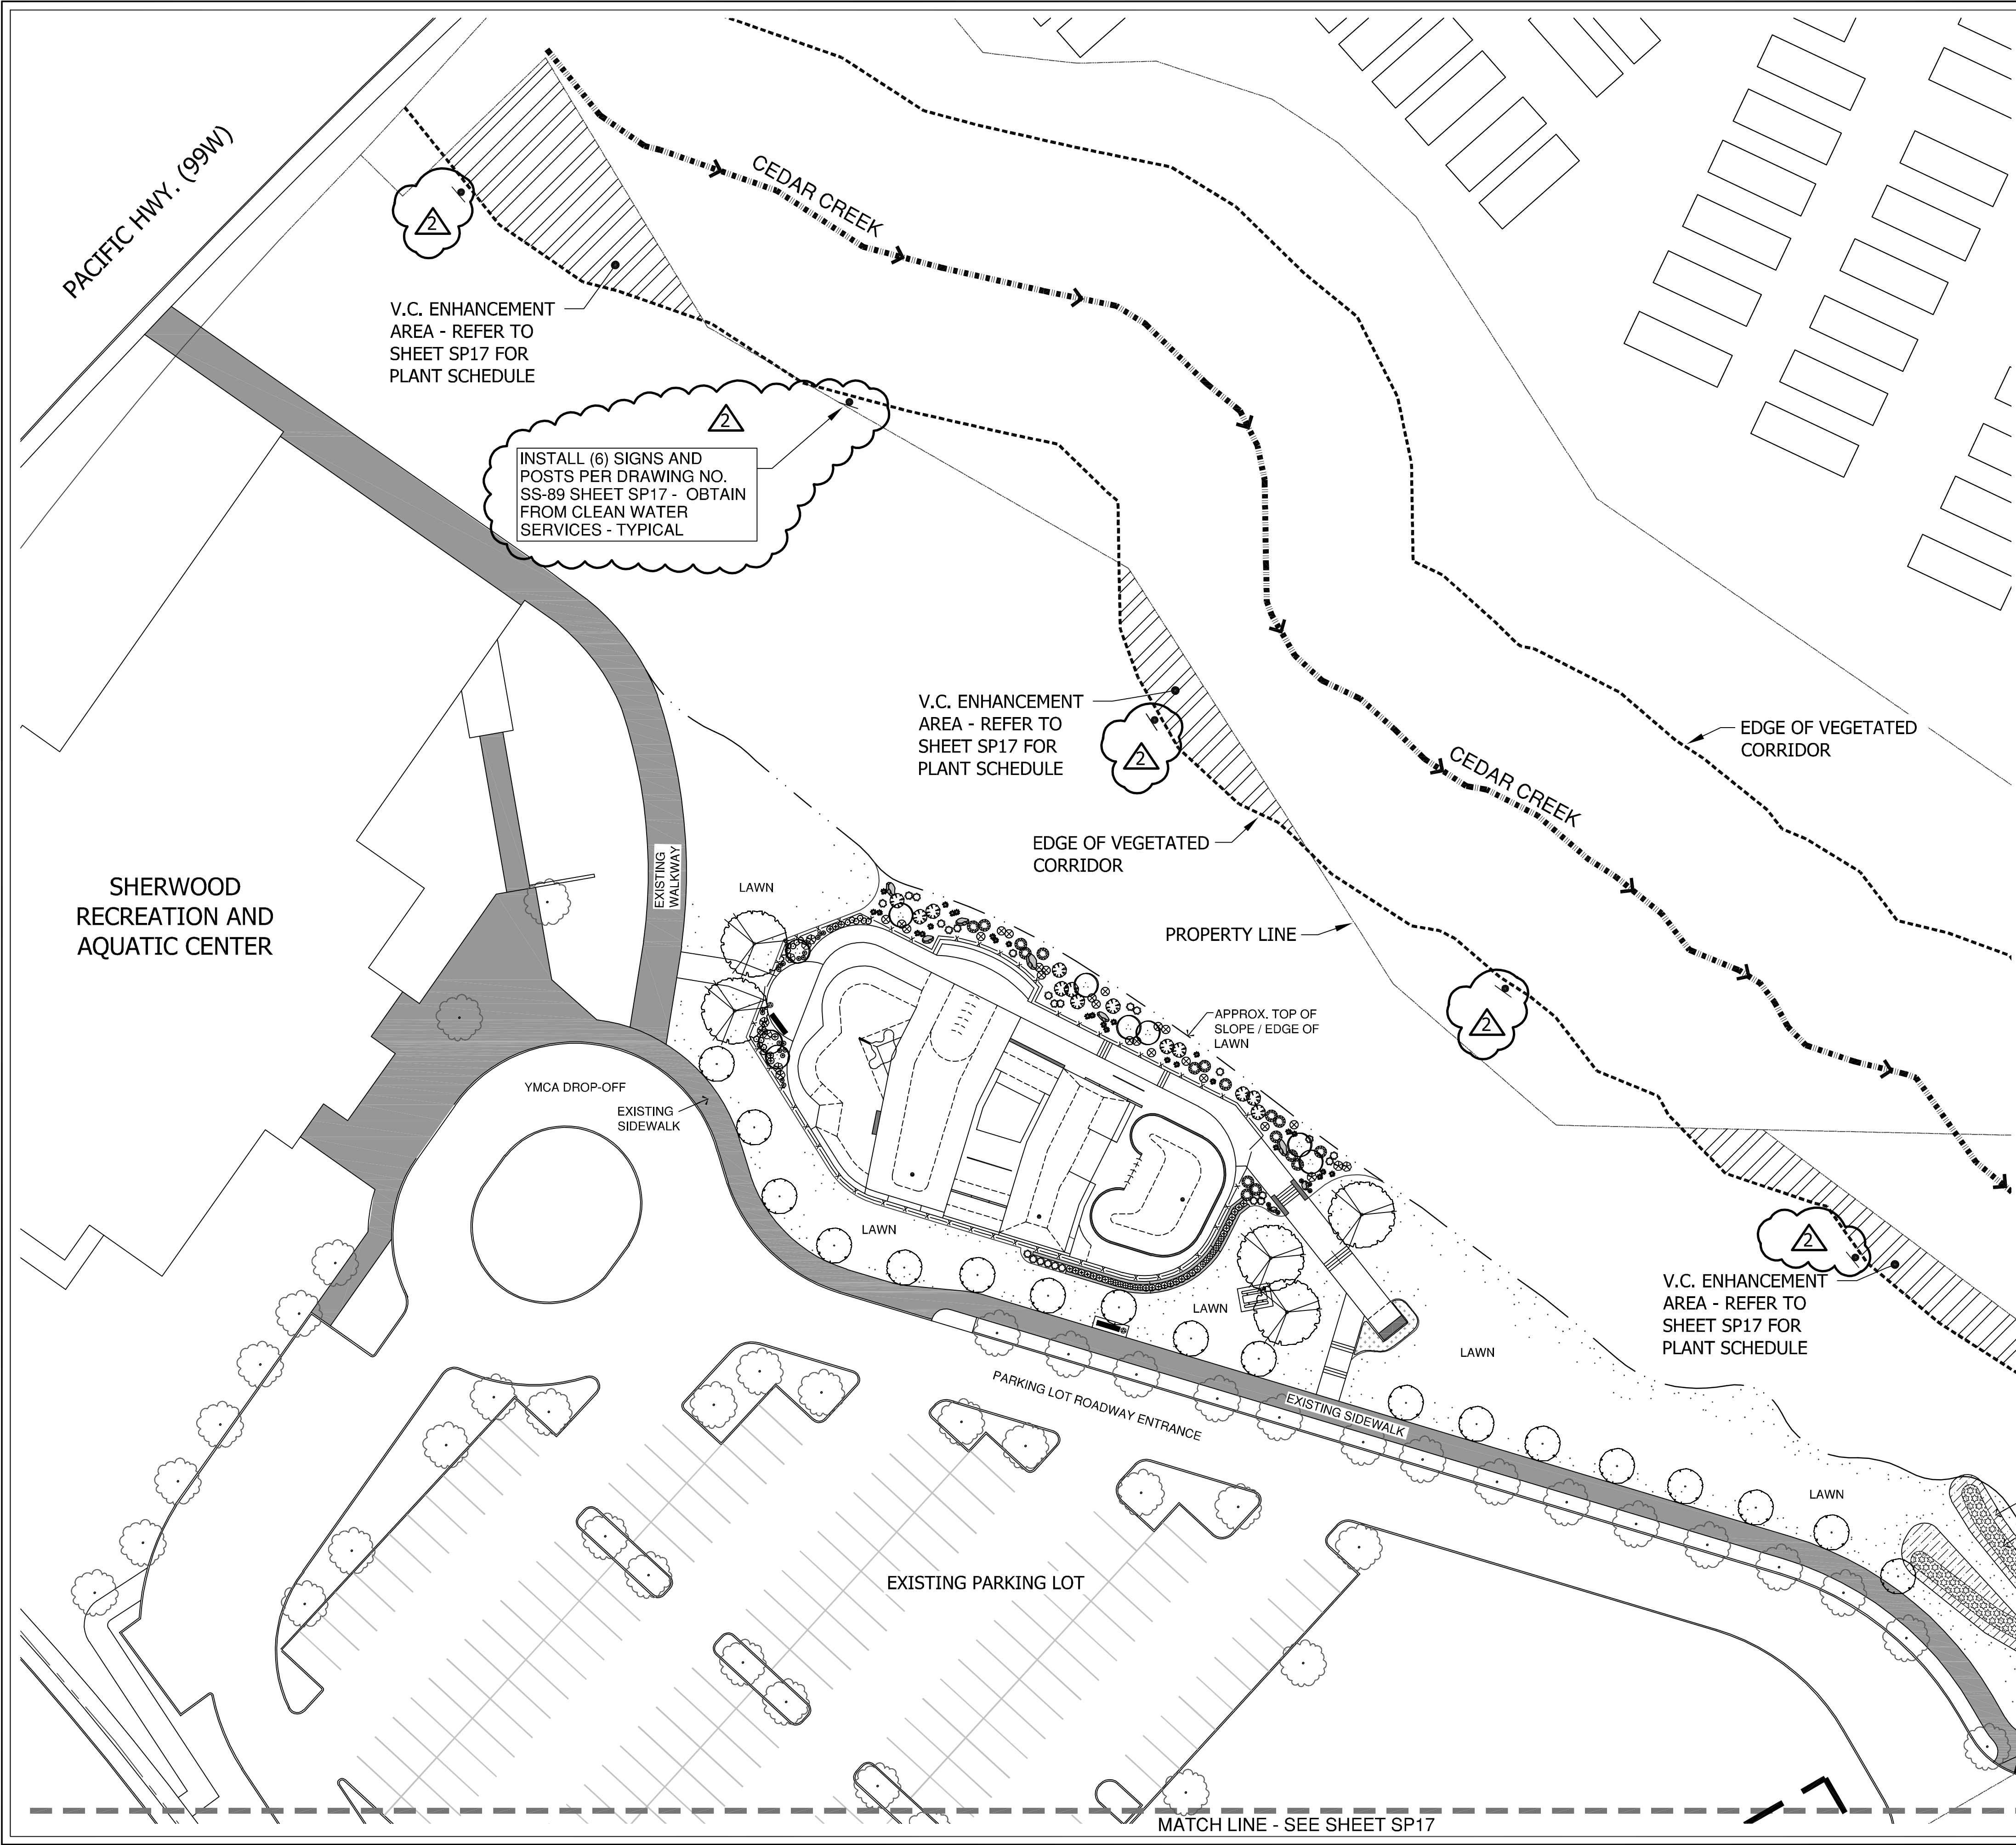 PACIFIC HWY. (99W)
CEDAR CREEK
2
V.C. ENHANCEMENT
AREA - REFER TO
SHEET SP17 FOR
PLANT SCHEDULE
2
INSTALL (6) SIGNS AND
POSTS PER DRAWING NO.
SS-89 SHEET SP17 - OBTAIN
FROM CLEAN WATER
SERVICES - TYPICAL
V.C. ENHANCEMENT
AREA - REFER TO
SHEET SP17 FOR
PLANT SCHEDULE
2
EDGE OF VEGETATED
CORRIDOR
CEDAR CREEK
EDGE OF VEGETATED
CORRIDOR
SHERWOOD
RECREATION AND
AQUATIC CENTER
EXISTING
WALKWAY
LAWN
PROPERTY LINE
2
APPROX. TOP OF
SLOPE / EDGE OF
LAWN
YMCA DROP-OFF
EXISTING
SIDEWALK
LAWN
2
V.C. ENHANCEMENT
AREA - REFER TO
SHEET SP17 FOR
PLANT SCHEDULE
LAWN
LAWN
PARKING LOT ROADWAY ENTRANCE
EXISTING SIDEWALK
LAWN
EXISTING PARKING LOT
MATCH LINE - SEE SHEET SP17